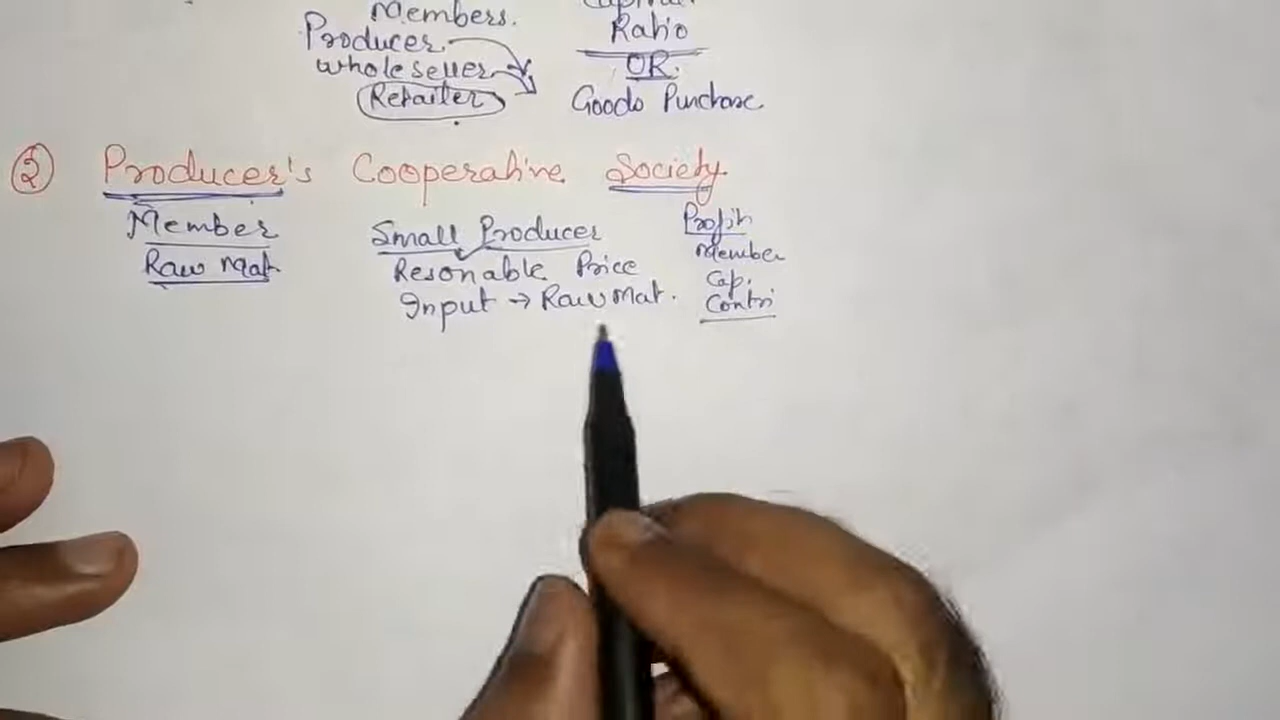 Members.
Producer
Wholeseller
Retailer
Ratio
OR.
Goods Purchase
② Producer's Cooperative Society.
Member
Raw Mat.
Small Producer
Resonable Price
Input → Raw Mat.
Profit
Member
Cap.
Contri